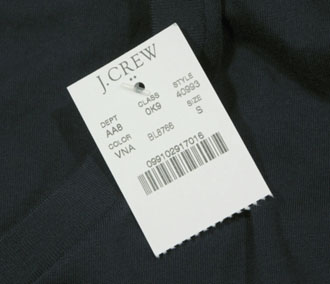 J.CREW
DEPT CLASS STYLE
AA8 0K9 40993
COLOR SIZE
VNA BL8766 S
099102917016